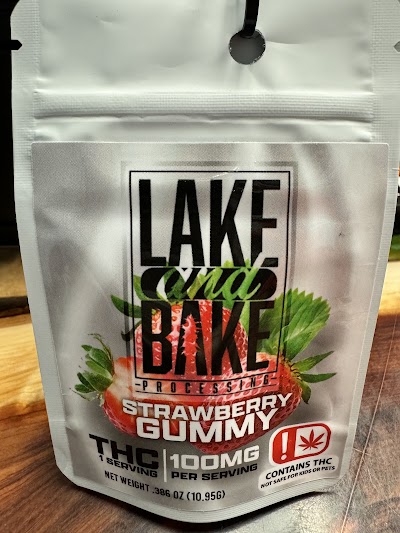 LAKE
and
BAKE
PROCESSING
STRAWBERRY
GUMMY
THC
1 SERVING
100MG
PER SERVING
NET WEIGHT .386 OZ (10.95G)
!
CONTAINS THC
NOT SAFE FOR KIDS OR PETS